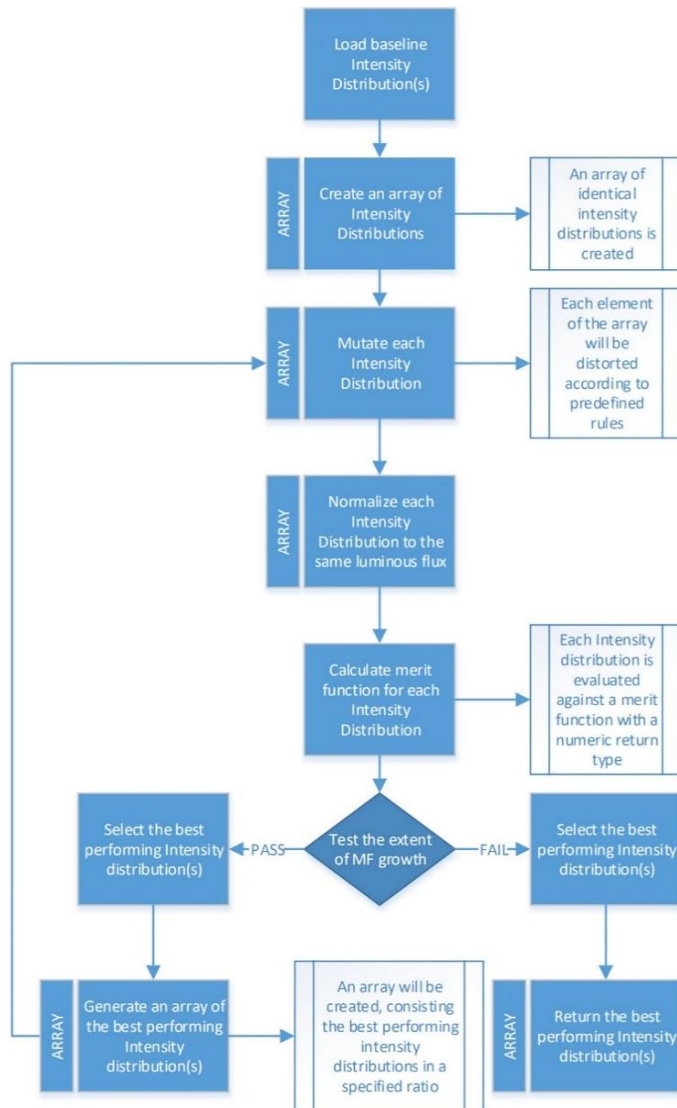 Load baseline
Intensity
Distribution(s)
ARRAY
Create an array of
Intensity
Distributions
An array of
identical
intensity
distributions is
created
ARRAY
Mutate each
Intensity
Distribution
Each element
of the array
will be
distorted
according to
predefined
rules
ARRAY
Normalize each
Intensity
Distribution to the
same luminous flux
Calculate merit
function for each
Intensity
Distribution
Each Intensity
distribution is
evaluated
against a merit
function with a
numeric return
type
Select the best
performing Intensity
distribution(s)
PASS
Test the extent
of MF growth
FAIL
Select the best
performing Intensity
distribution(s)
ARRAY
Generate an array of
the best performing
Intensity
distribution(s)
An array will be
created, consisting
the best performing
intensity
distributions in a
specified ratio
ARRAY
Return the best
performing Intensity
distribution(s)